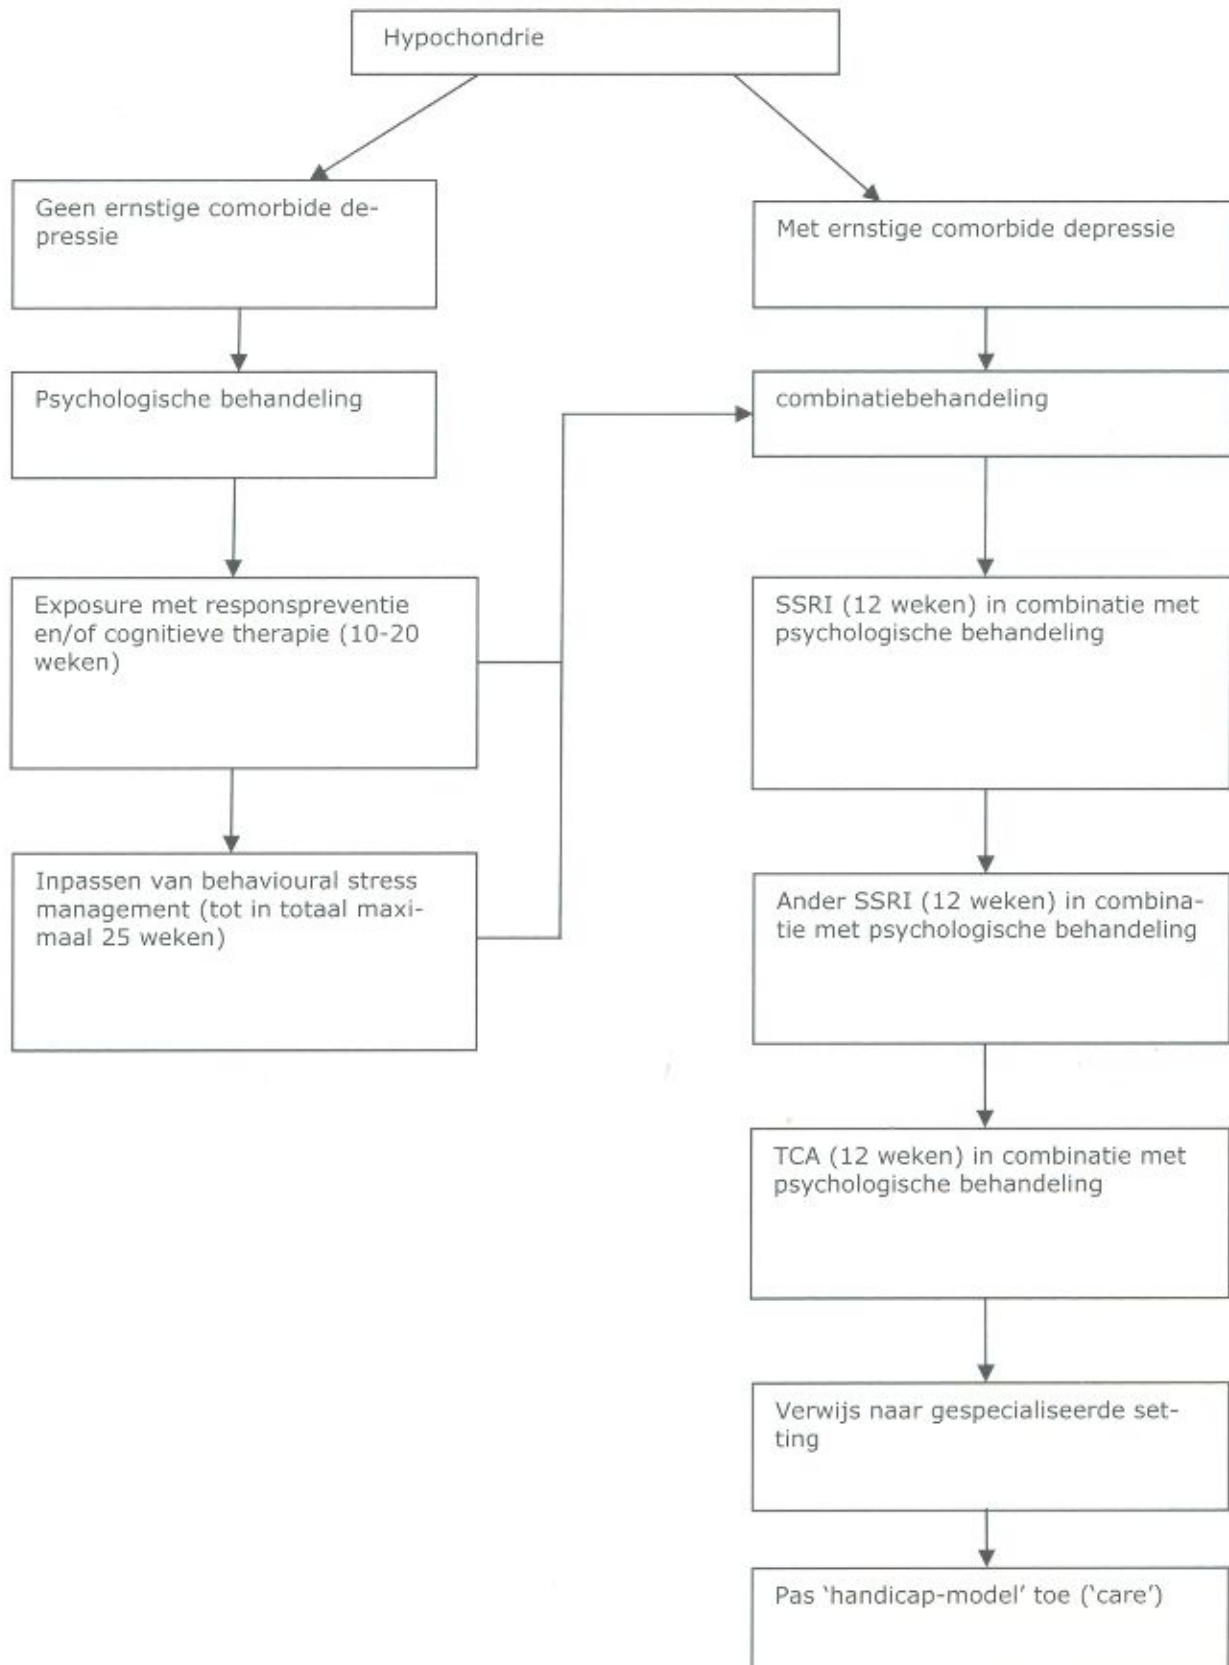 Hypochondrie
Geen ernstige comorbide de-
pressie
Met ernstige comorbide depressie
Psychologische behandeling
combinatiebehandeling
Exposure met responspreventie
en/of cognitieve therapie (10-20
weken)
SSRI (12 weken) in combinatie met
psychologische behandeling
Inpassen van behavioural stress
management (tot in totaal maxi-
maal 25 weken)
Ander SSRI (12 weken) in combina-
tie met psychologische behandeling
TCA (12 weken) in combinatie met
psychologische behandeling
Verwijs naar gespecialiseerde set-
ting
Pas ‘handicap-model’ toe (‘care’)